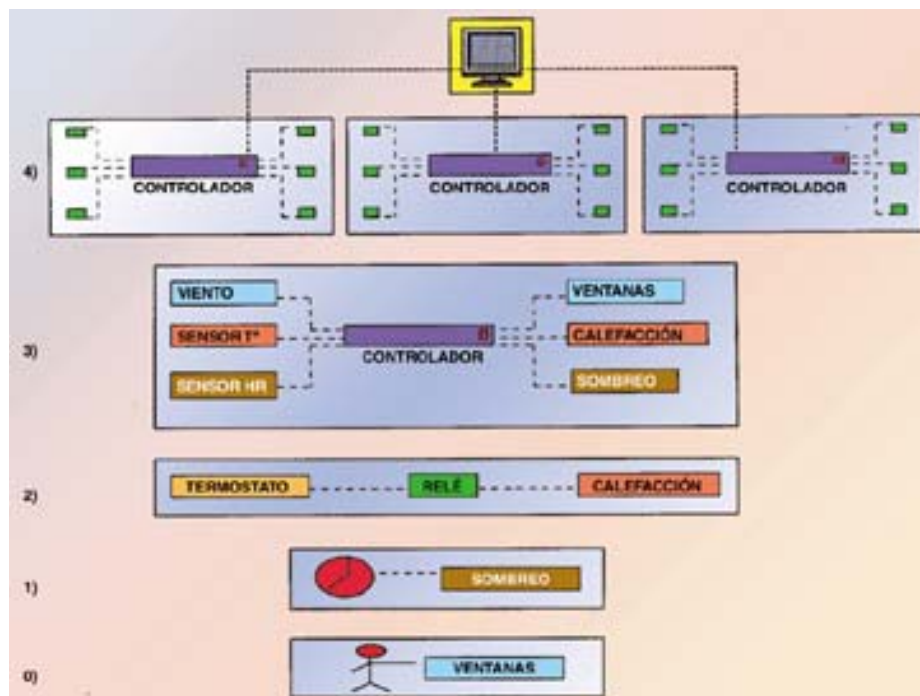 4)
CONTROLADOR
CONTROLADOR
CONTROLADOR
3)
VIENTO
VENTANAS
SENSOR Tª
CALEFACCIÓN
CONTROLADOR
SENSOR HR
SOMBREO
2)
TERMOSTATO
RELÉ
CALEFACCIÓN
1)
SOMBREO
0)
VENTANAS